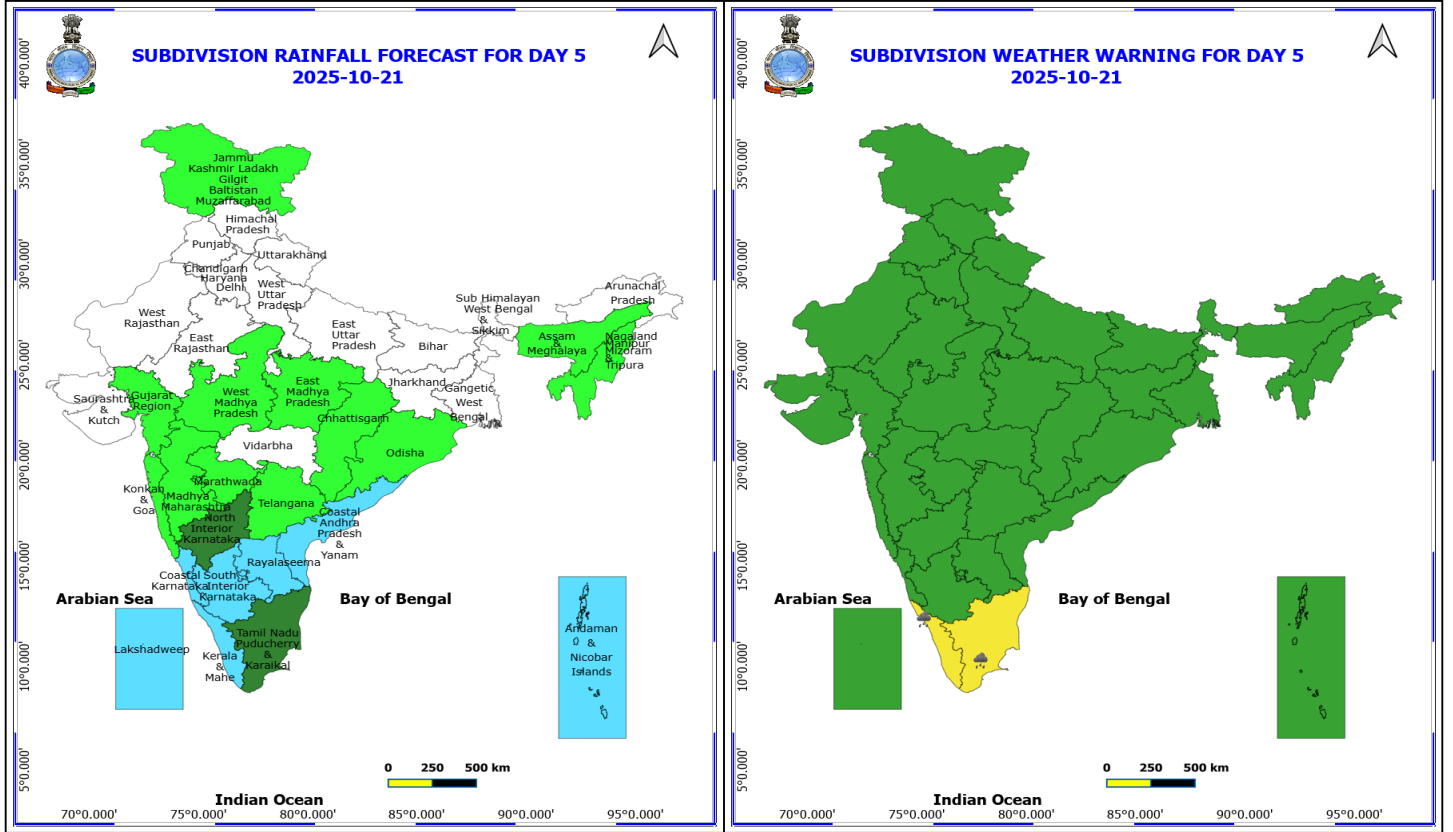 SUBDIVISION RAINFALL FORECAST FOR DAY 5
2025-10-21
40°0.000'
35°0.000'
30°0.000'
25°0.000'
20°0.000'
15°0.000'
10°0.000'
5°0.000'
Jammu
Kashmir Ladakh
Gilgit
Baltistan
Muzaffarabad
Himachal
Pradesh
Punjab
Uttarakhand
Chandigarh
Haryana
Delhi
West
Uttar
Pradesh
Arunachal
Pradesh
Sub Himalayan
West Bengal
&
Sikkim
West
Rajasthan
East
Rajasthan
East
Uttar
Pradesh
Bihar
Assam
&
Meghalaya
Nagaland
Manipur
Mizoram
&
Tripura
Jharkhand
Gangetic
West
Bengal
Saurashtra
&
Kutch
Gujarat
Region
West
Madhya
Pradesh
East
Madhya
Pradesh
Chhattisgarh
Vidarbha
Odisha
Konkan
&
Goa
Madhya
Maharashtra
Marathwada
Telangana
North
Interior
Karnataka
Coastal
Andhra
Pradesh
&
Yanam
Rayalaseema
Coastal
Karnataka
South
Interior
Karnataka
Arabian Sea
Bay of Bengal
Lakshadweep
Kerala
&
Mahe
Tamil Nadu
Puducherry
&
Karaikal
Andaman
&
Nicobar
Islands
0 250 500 km
Indian Ocean
70°0.000' 75°0.000' 80°0.000' 85°0.000' 90°0.000' 95°0.000'
SUBDIVISION WEATHER WARNING FOR DAY 5
2025-10-21
40°0.000'
35°0.000'
30°0.000'
25°0.000'
20°0.000'
15°0.000'
10°0.000'
5°0.000'
Arabian Sea
Bay of Bengal
0 250 500 km
Indian Ocean
70°0.000' 75°0.000' 80°0.000' 85°0.000' 90°0.000' 95°0.000'